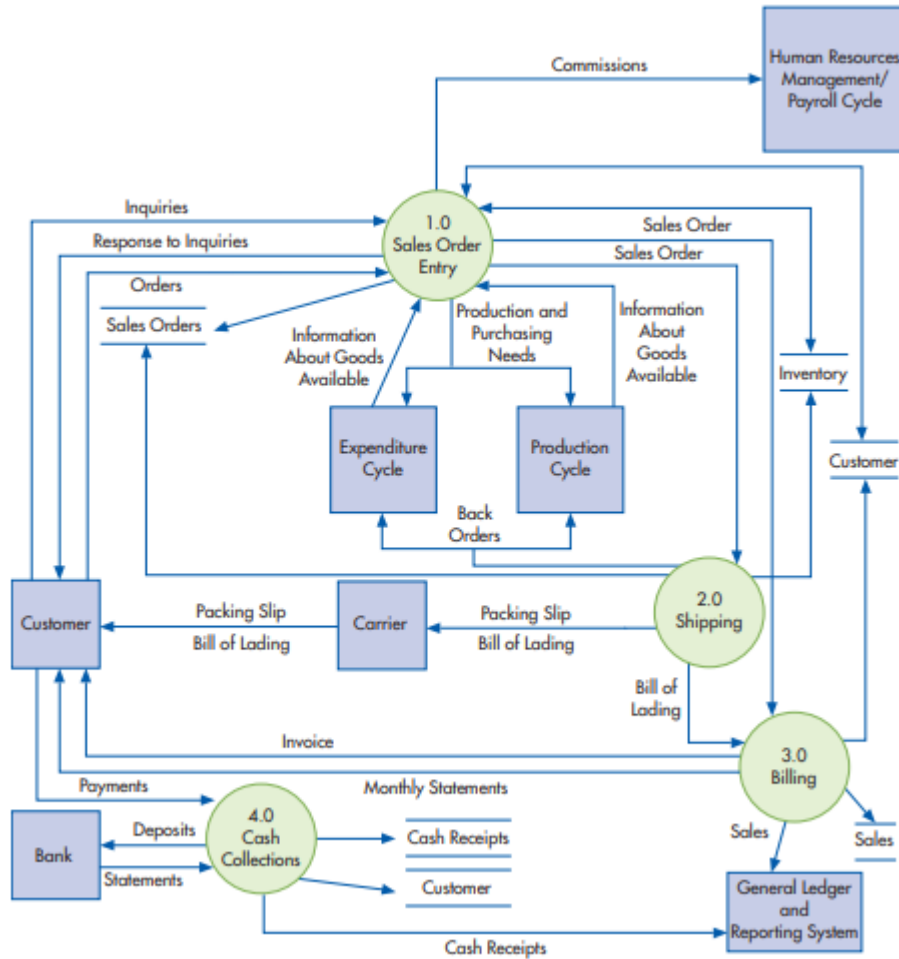 Commissions
Human Resources
Management/
Payroll Cycle
Inquiries
1.0
Sales Order
Entry
Sales Order
Response to Inquiries
Sales Order
Orders
Sales Orders
Information
About Goods
Available
Production and
Purchasing
Needs
Information
About
Goods
Available
Inventory
Expenditure
Cycle
Production
Cycle
Customer
Back
Orders
Customer
Packing Slip
Bill of Lading
Carrier
Packing Slip
Bill of Lading
2.0
Shipping
Bill of
Lading
Invoice
3.0
Billing
Payments
Monthly Statements
Bank
Deposits
Statements
4.0
Cash
Collections
Cash Receipts
Customer
Sales
Sales
General Ledger
and
Reporting System
Cash Receipts